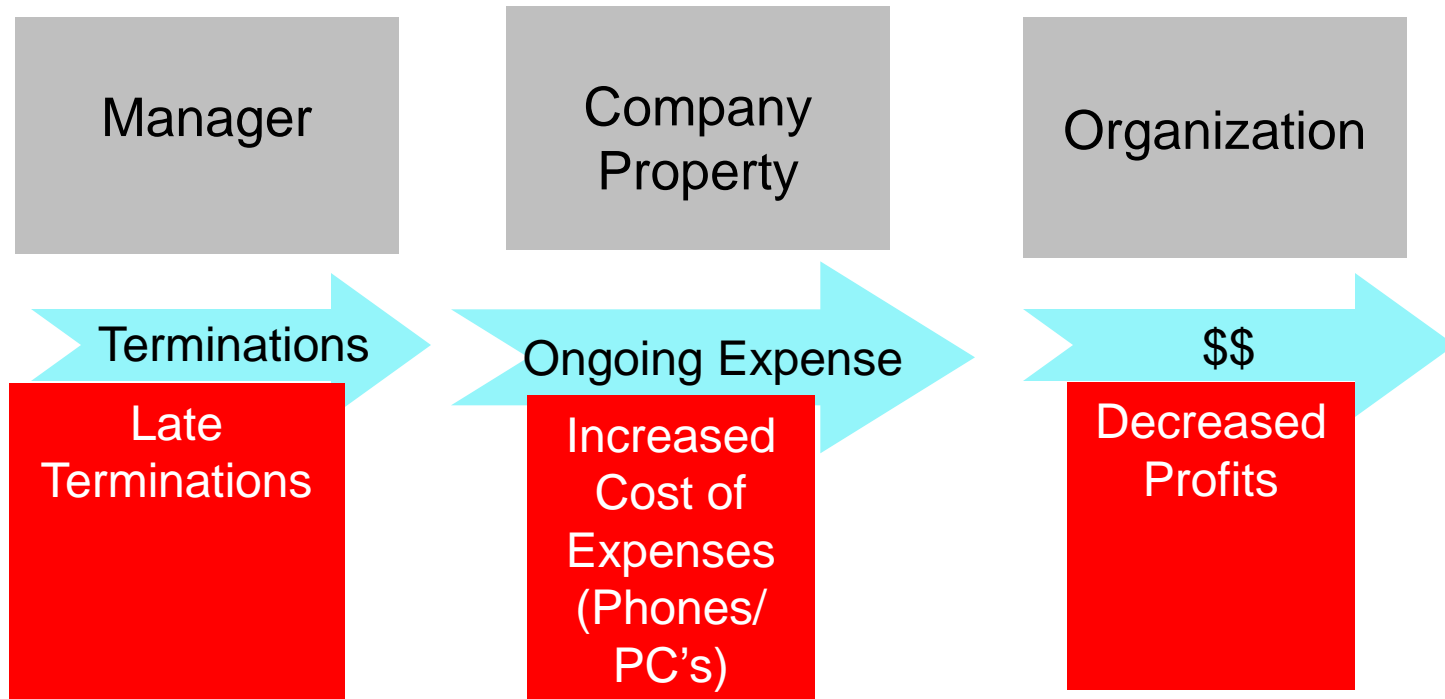 Manager
Company
Property
Organization
Terminations
Ongoing Expense
$$
Late
Terminations
Increased
Cost of
Expenses
(Phones/
PC’s)
Decreased
Profits